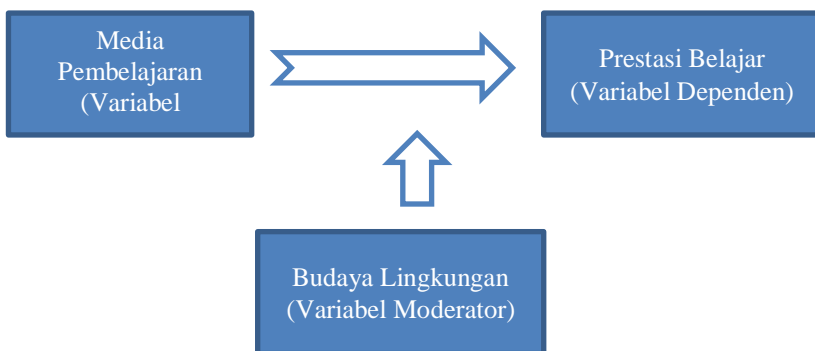 Media
Pembelajaran
(Variabel
Prestasi Belajar
(Variabel Dependen)
Budaya Lingkungan
(Variabel Moderator)